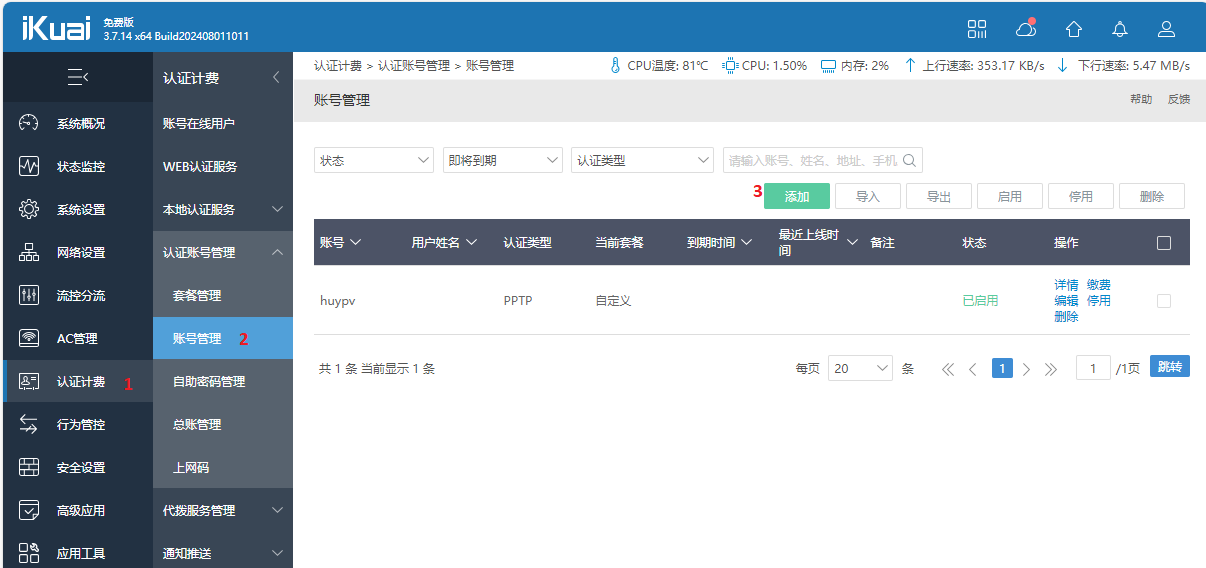 iKuai
免费版
3.7.14 x64 Build202408011011
认证计费
认证计费 > 认证账号管理 > 账号管理
CPU温度: 81℃
CPU: 1.50%
内存: 2%
上行速率: 353.17 KB/s
下行速率: 5.47 MB/s
系统概况
状态监控
系统设置
网络设置
流控分流
AC管理
认证计费 1
行为管控
安全设置
高级应用
应用工具
账号在线用户
WEB认证服务
本地认证服务
认证账号管理
套餐管理
账号管理 2
自助密码管理
总账管理
上网码
代拨服务管理
通知推送
账号管理
帮助 反馈
状态 即将到期 认证类型 请输入账号、姓名、地址、手机
3 添加 导入 导出 启用 停用 删除
账号 用户姓名 认证类型 当前套餐 到期时间 最近上线时
间 备注 状态 操作
huypv PPTP 自定义 已启用
详情 缴费
编辑 停用
删除
共 1 条 当前显示 1 条
每页 20 条 1 1 /1页 跳转